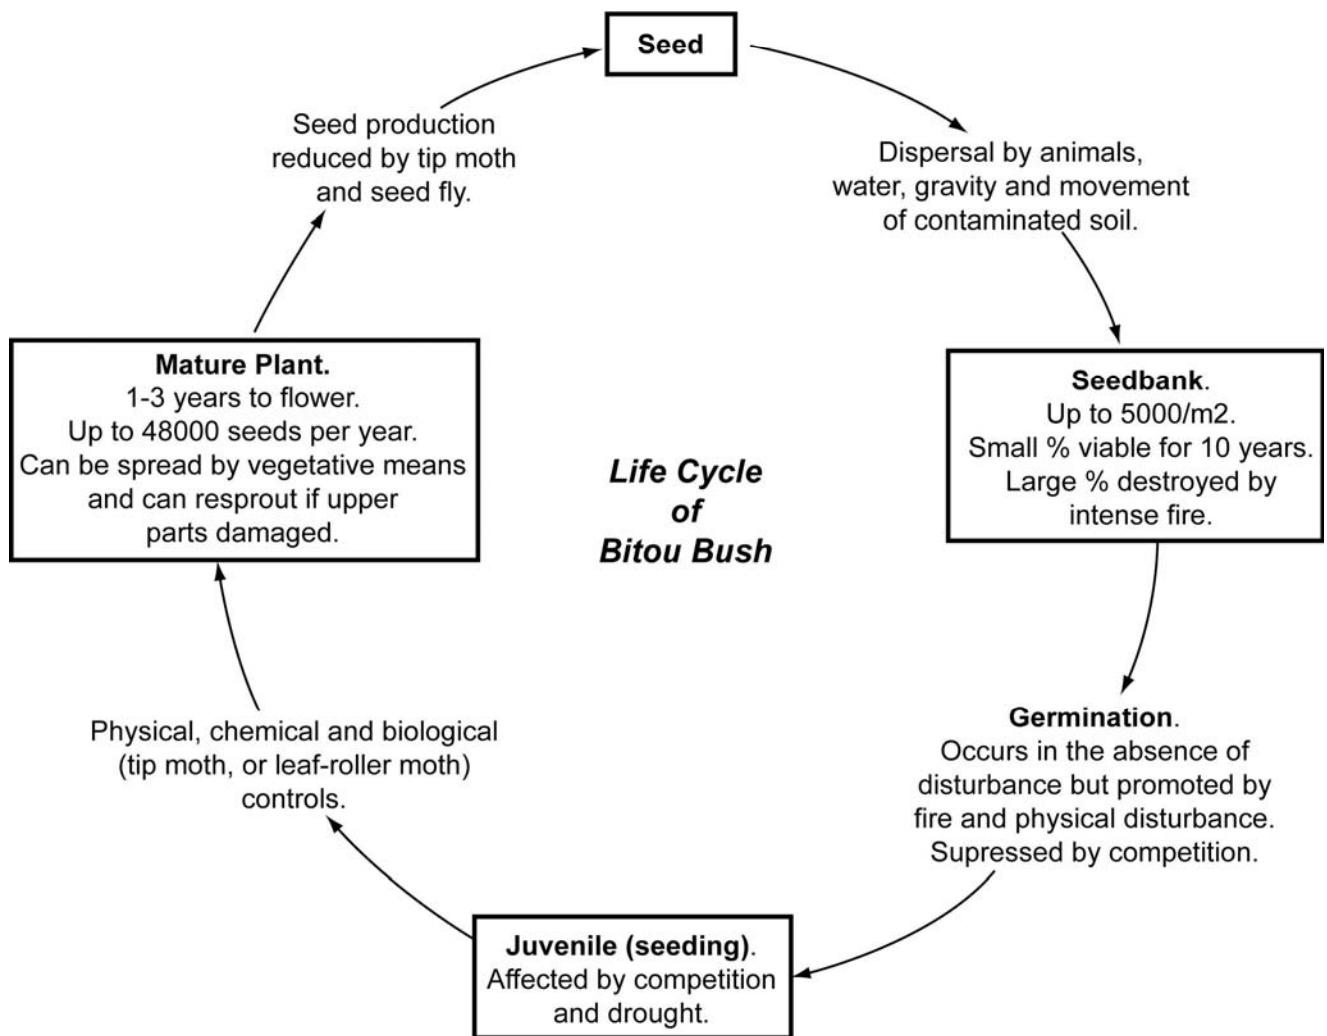 Seed
Dispersal by animals,
water, gravity and movement
of contaminated soil.
Seedbank.
Up to 5000/m2.
Small % viable for 10 years.
Large % destroyed by
intense fire.
Germination.
Occurs in the absence of
disturbance but promoted by
fire and physical disturbance.
Supressed by competition.
Juvenile (seeding).
Affected by competition
and drought.
Physical, chemical and biological
(tip moth, or leaf-roller moth)
controls.
Mature Plant.
1-3 years to flower.
Up to 48000 seeds per year.
Can be spread by vegetative means
and can resprout if upper
parts damaged.
Seed production
reduced by tip moth
and seed fly.
Life Cycle
of
Bitou Bush